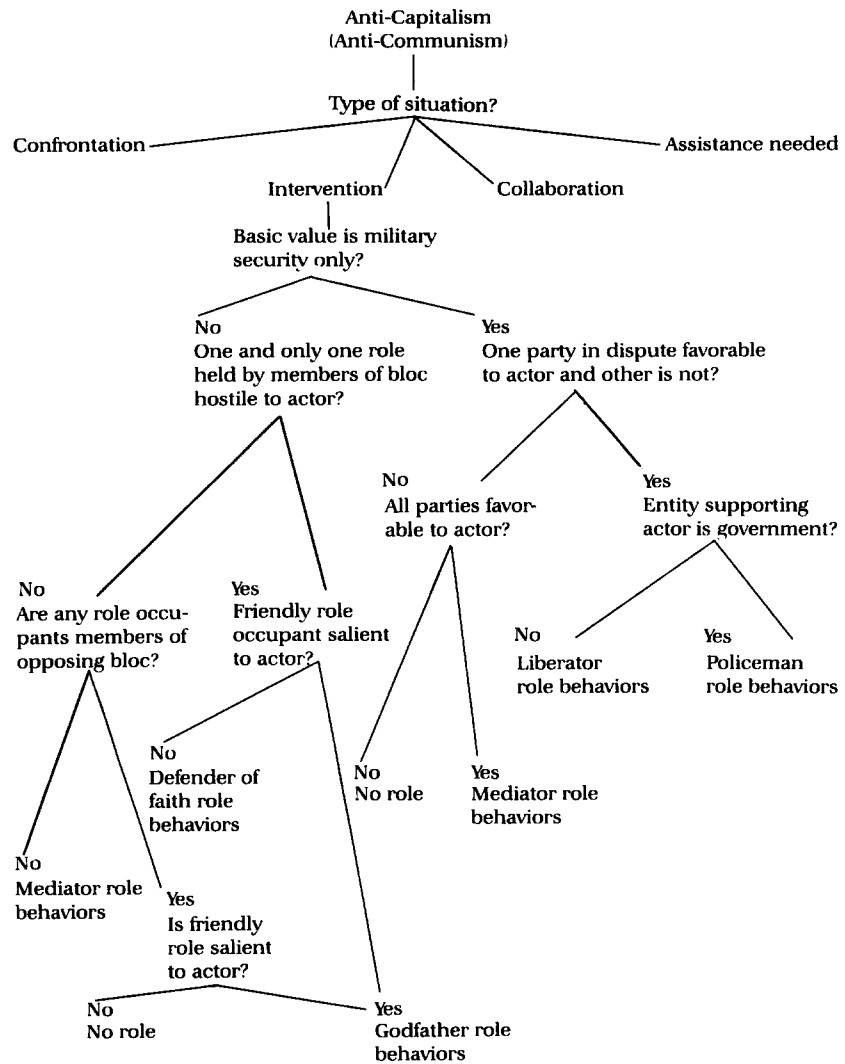 Anti-Capitalism
(Anti-Communism)
Type of situation?
Confrontation
Assistance needed
Intervention
Collaboration
Basic value is military
security only?
No
One and only one role
held by members of bloc
hostile to actor?
Yes
One party in dispute favorable
to actor and other is not?
No
All parties favor-
able to actor?
Yes
Entity supporting
actor is government?
No
Are any role occu-
pants members of
opposing bloc?
Yes
Friendly role
occupant salient
to actor?
No
Liberator
role behaviors
Yes
Policeman
role behaviors
No
Defender of
faith role
behaviors
No
No role
Yes
Mediator role
behaviors
No
Mediator role
behaviors
Yes
Is friendly
role salient
to actor?
No
No role
Yes
Godfather role
behaviors